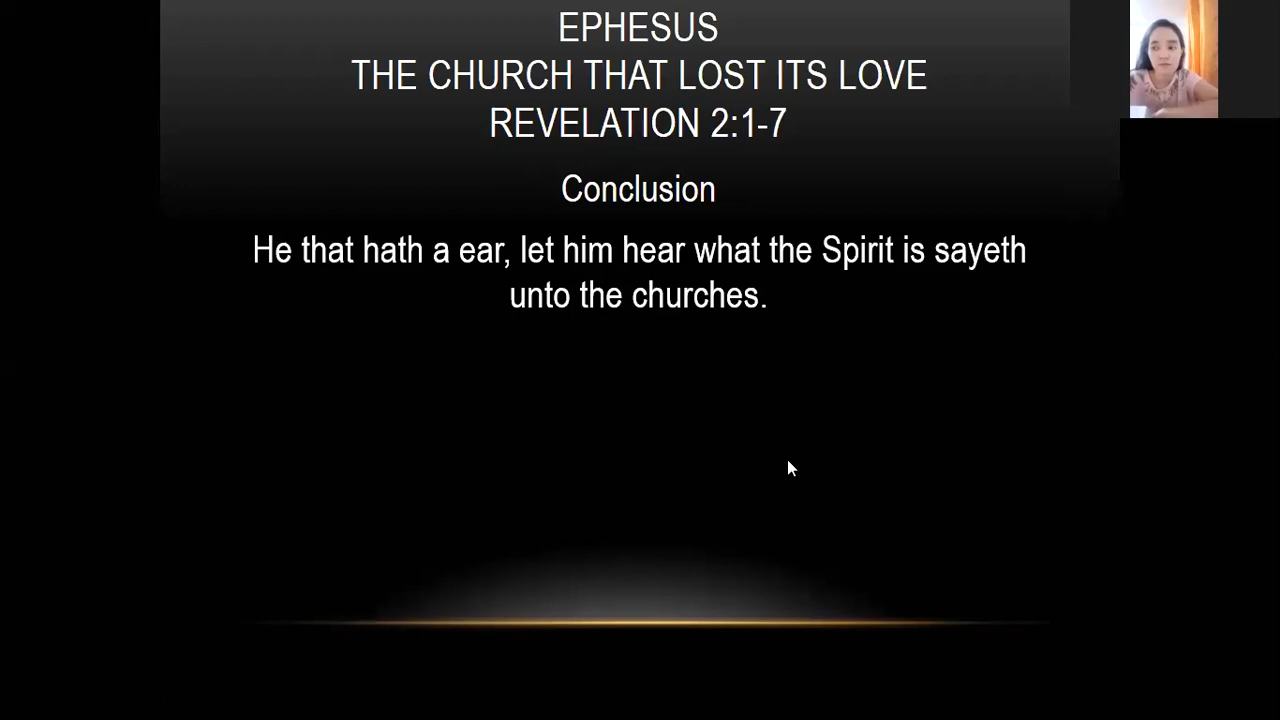 EPHESUS
THE CHURCH THAT LOST ITS LOVE
REVELATION 2:1-7
Conclusion
He that hath a ear, let him hear what the Spirit is sayeth
unto the churches.